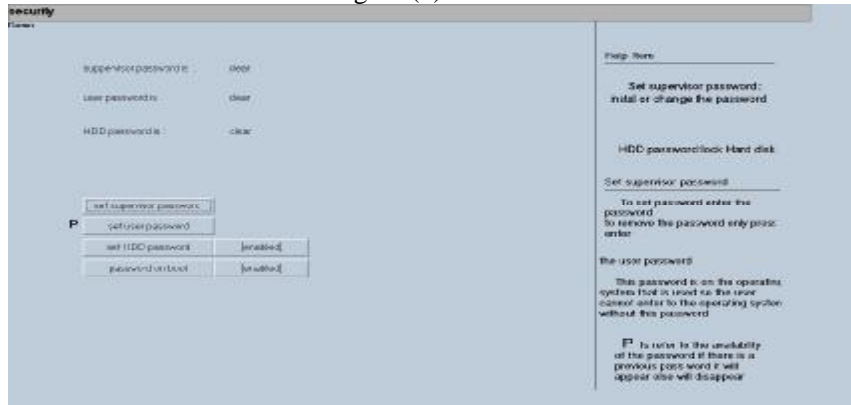 security
suppervisor password is : clear
user password is clear
HDD password is : clear
set supervisor password
P set user password
set HDD password [enabled]
password on boot [enabled]
Help Item
Set supervisor password :
instal or change the password
HDD password lock Hard disk
Set supervisor password
To set password enter the
password
to remove the password only press
enter
the user password
This password is on the operating
system that is used so the user
cannot enter to the operating system
without this password
P Is refer to the availability
of the password if there is a
previous pass word it will
appear else will disappear